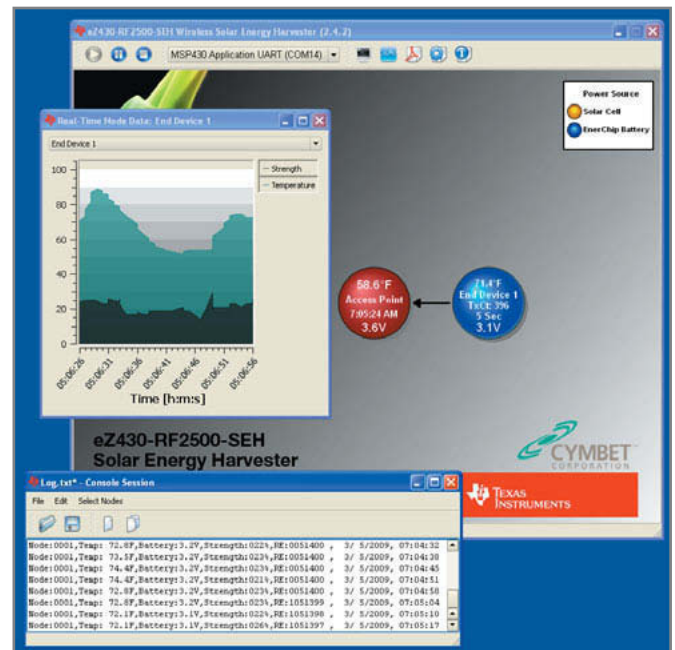 eZ430-RF2500-SEH Wireless Solar Energy Harvester (2.4.2)
MSP430 Application UART (COM14)
Power Source
Solar Cell
EnerChip Battery
Real-Time Node Data: End Device 1
End Device 1
Strength
Temperature
100
80
60
40
20
0
05:06:26
05:06:31
05:06:36
05:06:41
05:06:46
05:06:51
05:06:56
Time [h:m:s]
58.6°F
Access Point
7:05:24 AM
3.6V
71.4°F
End Device 1
TxCt: 396
5 Sec
3.1V
eZ430-RF2500-SEH
Solar Energy Harvester
CYMBET
CORPORATION
TEXAS
INSTRUMENTS
Log.txt* - Console Session
File Edit Select Nodes
Node:0001,Temp: 72.8F,Battery:3.2V,Strength:022%,RE:0051400 , 3/ 5/2009, 07:04:32
Node:0001,Temp: 73.5F,Battery:3.2V,Strength:023%,RE:0051400 , 3/ 5/2009, 07:04:38
Node:0001,Temp: 74.4F,Battery:3.2V,Strength:023%,RE:0051400 , 3/ 5/2009, 07:04:45
Node:0001,Temp: 74.4F,Battery:3.2V,Strength:021%,RE:0051400 , 3/ 5/2009, 07:04:51
Node:0001,Temp: 72.8F,Battery:3.2V,Strength:023%,RE:0051400 , 3/ 5/2009, 07:04:58
Node:0001,Temp: 72.8F,Battery:3.2V,Strength:023%,RE:1051399 , 3/ 5/2009, 07:05:04
Node:0001,Temp: 72.1F,Battery:3.1V,Strength:022%,RE:1051398 , 3/ 5/2009, 07:05:10
Node:0001,Temp: 72.1F,Battery:3.1V,Strength:026%,RE:1051397 , 3/ 5/2009, 07:05:17